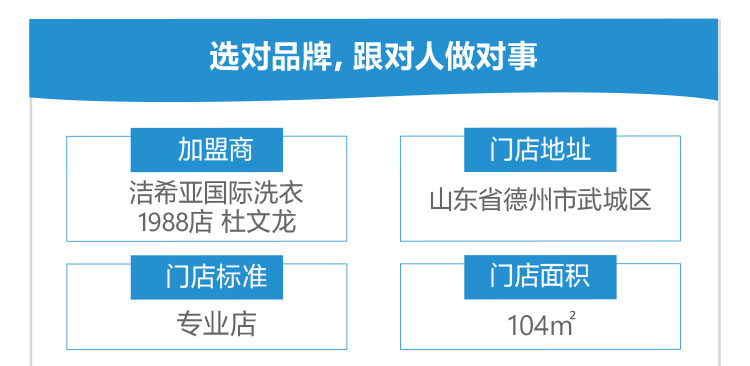 选对品牌, 跟对人做对事
加盟商
洁希亚国际洗衣
1988店 杜文龙
门店地址
山东省德州市武城区
门店标准
专业店
门店面积
104㎡